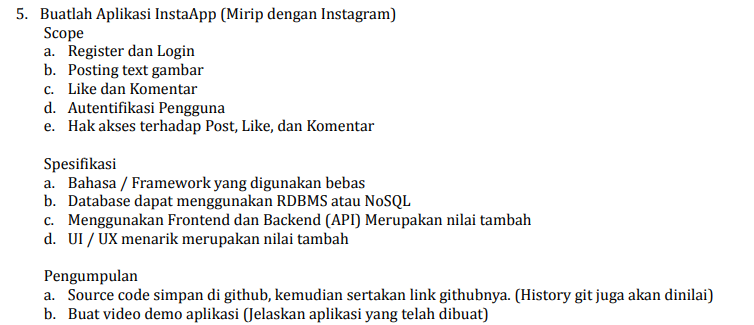 5. Buatlah Aplikasi InstaApp (Mirip dengan Instagram)
Scope
a. Register dan Login
b. Posting text gambar
c. Like dan Komentar
d. Autentifikasi Pengguna
e. Hak akses terhadap Post, Like, dan Komentar
Spesifikasi
a. Bahasa / Framework yang digunakan bebas
b. Database dapat menggunakan RDBMS atau NoSQL
c. Menggunakan Frontend dan Backend (API) Merupakan nilai tambah
d. UI / UX menarik merupakan nilai tambah
Pengumpulan
a. Source code simpan di github, kemudian sertakan link githubnya. (History git juga akan dinilai)
b. Buat video demo aplikasi (Jelaskan aplikasi yang telah dibuat)